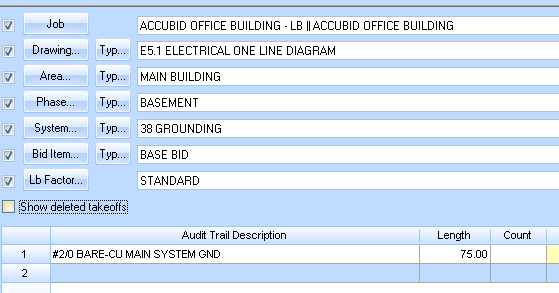 Job ACCUBID OFFICE BUILDING - LB || ACCUBID OFFICE BUILDING
Drawing... Typ... E5.1 ELECTRICAL ONE LINE DIAGRAM
Area... Typ... MAIN BUILDING
Phase... Typ... BASEMENT
System... Typ... 38 GROUNDING
Bid Item... Typ... BASE BID
Lb Factor... STANDARD
Show deleted takeoffs
Audit Trail Description Length Count
1 #2/0 BARE-CU MAIN SYSTEM GND 75.00
2